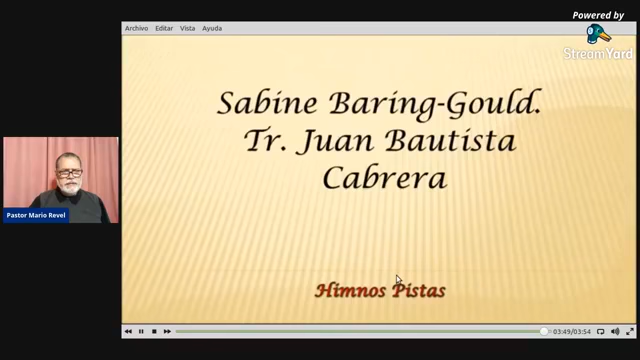 Powered by
StreamYard
Archivo Editar Vista Ayuda
Sabine Baring-Gould.
Tr. Juan Bautista
Cabrera
Himnos Pistas
Pastor Mario Revel
03:49/03:54